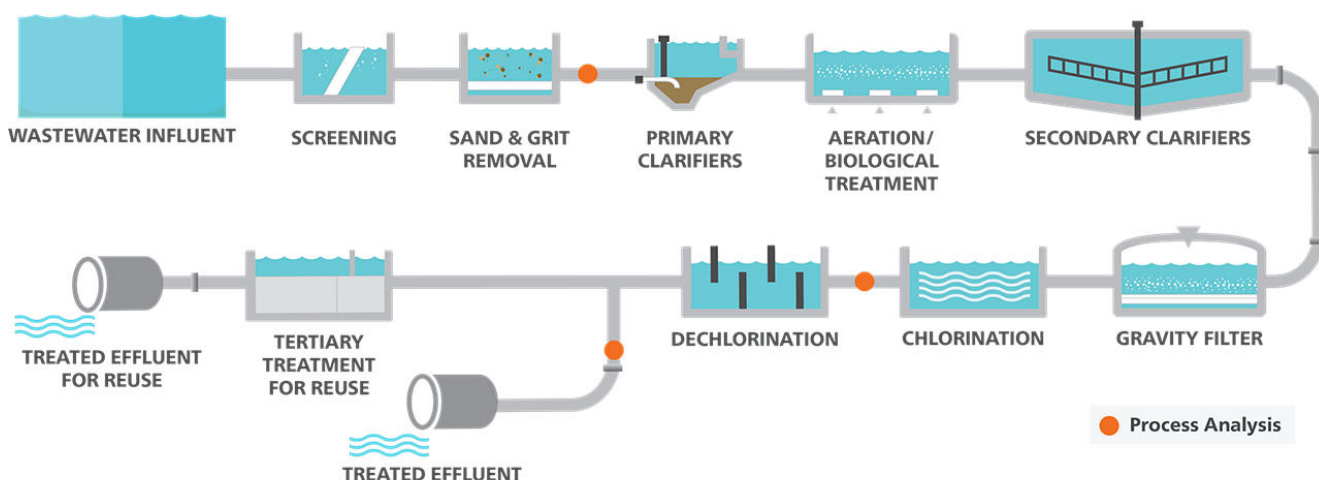 WASTEWATER INFLUENT
SCREENING
SAND & GRIT
REMOVAL
PRIMARY
CLARIFIERS
AERATION/
BIOLOGICAL
TREATMENT
SECONDARY CLARIFIERS
TREATED EFFLUENT
FOR REUSE
TERTIARY
TREATMENT
FOR REUSE
TREATED EFFLUENT
DECHLORINATION
CHLORINATION
GRAVITY FILTER
Process Analysis